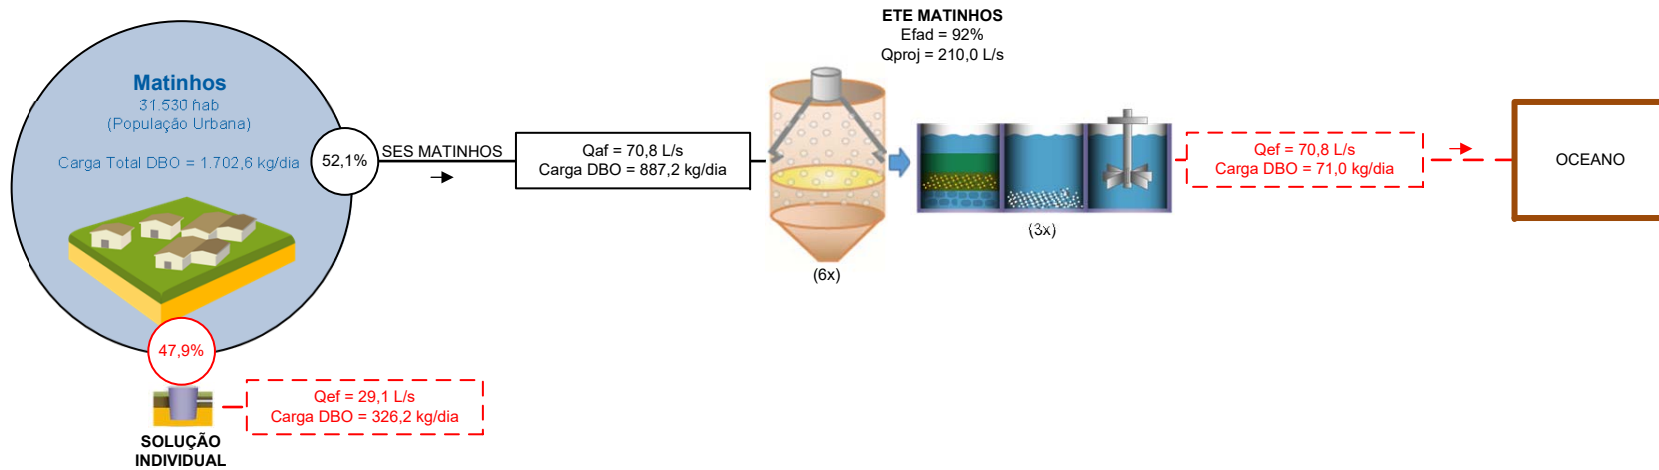 ETE MATINHOS
Efad = 92%
Qproj = 210,0 L/s
Matinhos
31.530 hab
(População Urbana)
Carga Total DBO = 1.702,6 kg/dia
52,1%
SES MATINHOS
Qaf = 70,8 L/s
Carga DBO = 887,2 kg/dia
Qef = 70,8 L/s
Carga DBO = 71,0 kg/dia
OCEANO
(3x)
(6x)
47,9%
Qef = 29,1 L/s
Carga DBO = 326,2 kg/dia
SOLUÇÃO
INDIVIDUAL